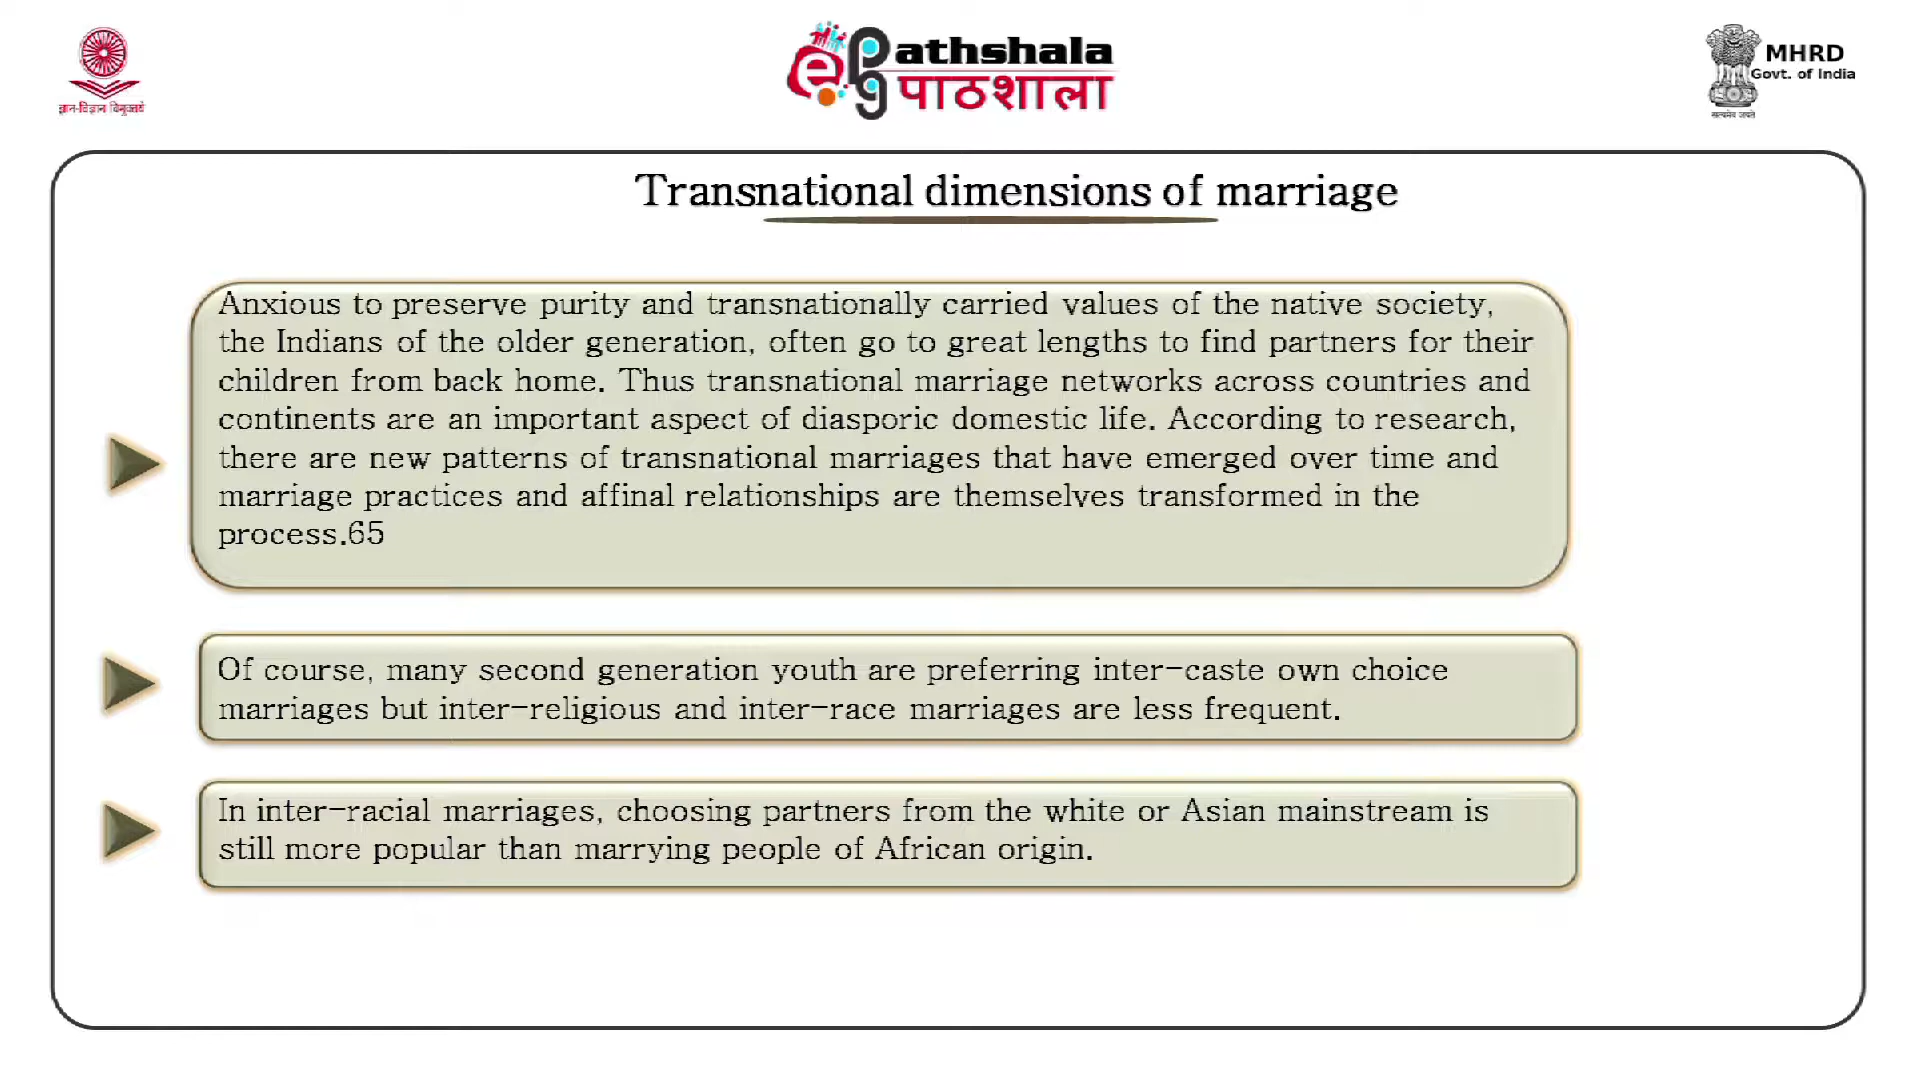 ज्ञान-विज्ञान विमुक्तये
e
pg
athshala
पाठशाला
MHRD
Govt. of India
सत्यमेव जयते
Transnational dimensions of marriage
Anxious to preserve purity and transnationally carried values of the native society,
the Indians of the older generation, often go to great lengths to find partners for their
children from back home. Thus transnational marriage networks across countries and
continents are an important aspect of diasporic domestic life. According to research,
there are new patterns of transnational marriages that have emerged over time and
marriage practices and affinal relationships are themselves transformed in the
process.65
Of course, many second generation youth are preferring inter-caste own choice
marriages but inter-religious and inter-race marriages are less frequent.
In inter-racial marriages, choosing partners from the white or Asian mainstream is
still more popular than marrying people of African origin.